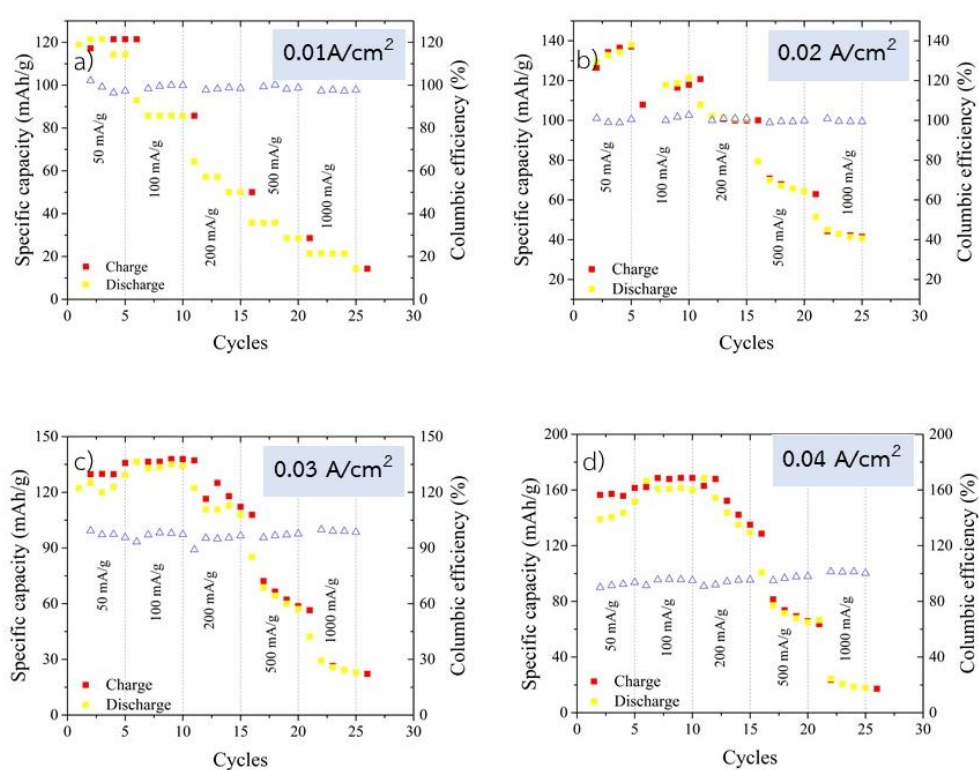 a)
0.01A/cm²
Specific capacity (mAh/g)
Columbic efficiency (%)
120
100
80
60
40
20
0
120
100
80
60
40
20
0
50 mA/g
100 mA/g
200 mA/g
500 mA/g
1000 mA/g
Charge
Discharge
0 5 10 15 20 25 30
Cycles
b)
0.02 A/cm²
Specific capacity (mAh/g)
Columbic efficiency (%)
140
120
100
80
60
40
20
140
120
100
80
60
40
20
0
50 mA/g
100 mA/g
200 mA/g
500 mA/g
1000 mA/g
Charge
Discharge
0 5 10 15 20 25 30
Cycles
c)
0.03 A/cm²
Specific capacity (mAh/g)
Columbic efficiency (%)
150
120
90
60
30
0
150
120
90
60
30
0
50 mA/g
100 mA/g
200 mA/g
500 mA/g
1000 mA/g
Charge
Discharge
0 5 10 15 20 25 30
Cycles
d)
0.04 A/cm²
Specific capacity (mAh/g)
Columbic efficiency (%)
200
160
120
80
40
0
200
160
120
80
40
0
50 mA/g
100 mA/g
200 mA/g
500 mA/g
1000 mA/g
Charge
Discharge
0 5 10 15 20 25 30
Cycles